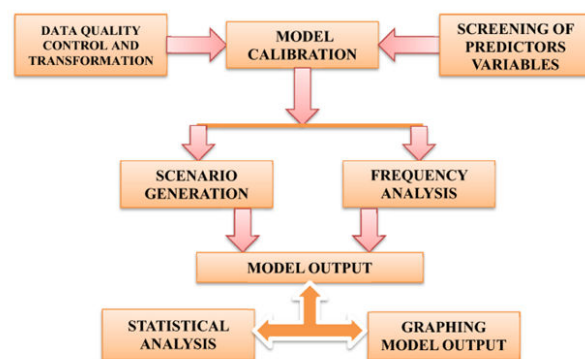 DATA QUALITY
CONTROL AND
TRANSFORMATION
MODEL
CALIBRATION
SCREENING OF
PREDICTORS
VARIABLES
SCENARIO
GENERATION
FREQUENCY
ANALYSIS
MODEL OUTPUT
STATISTICAL
ANALYSIS
GRAPHING
MODEL OUTPUT